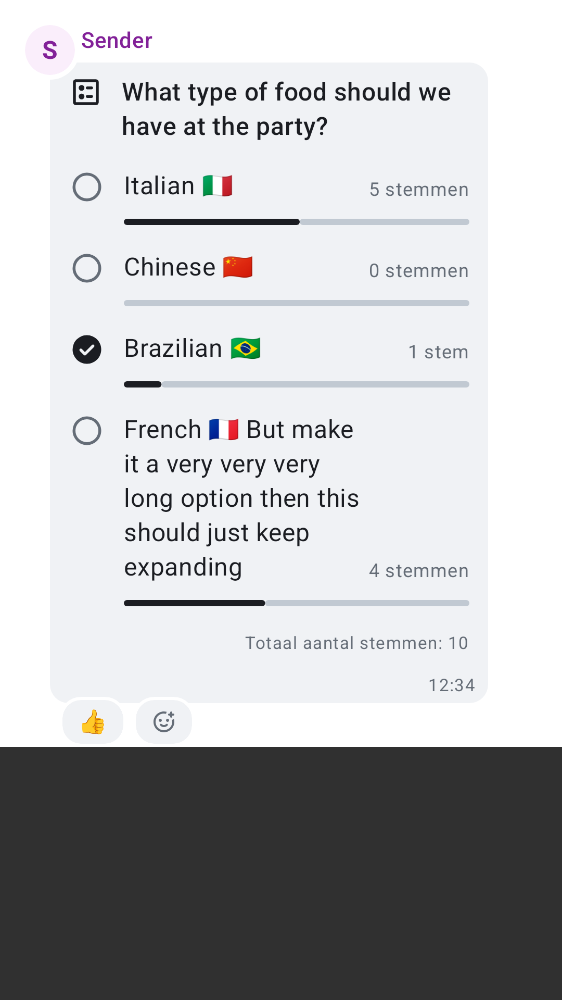 S
Sender
What type of food should we
have at the party?
Italian 🇮🇹 5 stemmen
Chinese 🇨🇳 0 stemmen
Brazilian 🇧🇷 1 stem
French 🇫🇷 But make
it a very very very
long option then this
should just keep
expanding 4 stemmen
Totaal aantal stemmen: 10
12:34
👍